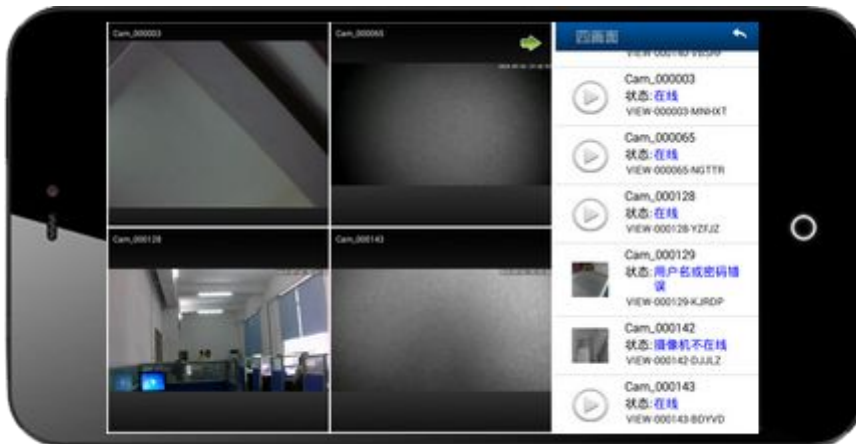 Cam_000003
Cam_000065
Cam_000128
Cam_000143
四画面
Cam_000003
状态:在线
VIEW-000003-MNHXT
Cam_000065
状态:在线
VIEW-000065-NGTTR
Cam_000128
状态:在线
VIEW-000128-YZFJZ
Cam_000129
状态:用户名或密码错
误
VIEW-000129-KJRDP
Cam_000142
状态:摄像机不在线
VIEW-000142-DJJLZ
Cam_000143
状态:在线
VIEW-000143-BDYVD